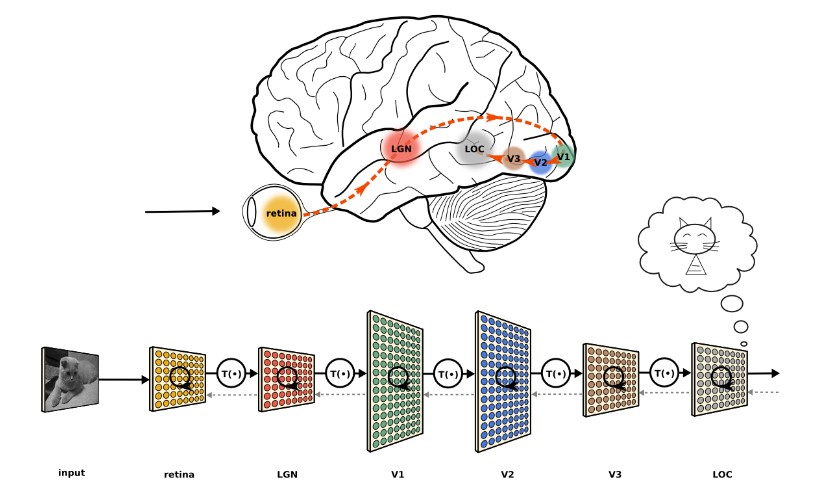 LGN
LOC
V3
V2
V1
retina
T(•)
T(•)
T(•)
T(•)
T(•)
input
retina
LGN
V1
V2
V3
LOC